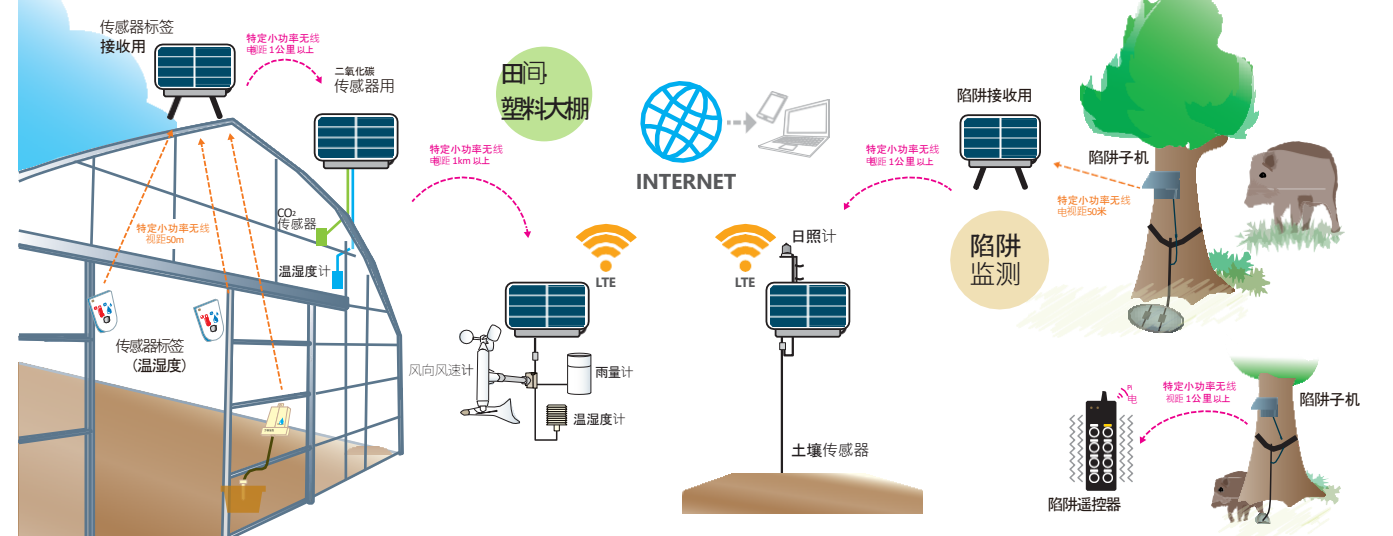 传感器标签
接收用
特定小功率无线
电视距 1公里以上
二氧化碳
传感器用
田间·
塑料大棚
特定小功率无线
电视距 1km 以上
INTERNET
特定小功率无线
电视距 1公里以上
陷阱接收用
陷阱子机
特定小功率无线
电视距50米
特定小功率无线
视距50m
CO₂
传感器
温湿度计
传感器标签
(温湿度)
LTE
LTE
日照计
陷阱
监测
风向风速计
雨量计
温湿度计
土壤传感器
Pi
电
特定小功率无线
视距 1公里以上
陷阱子机
陷阱遥控器